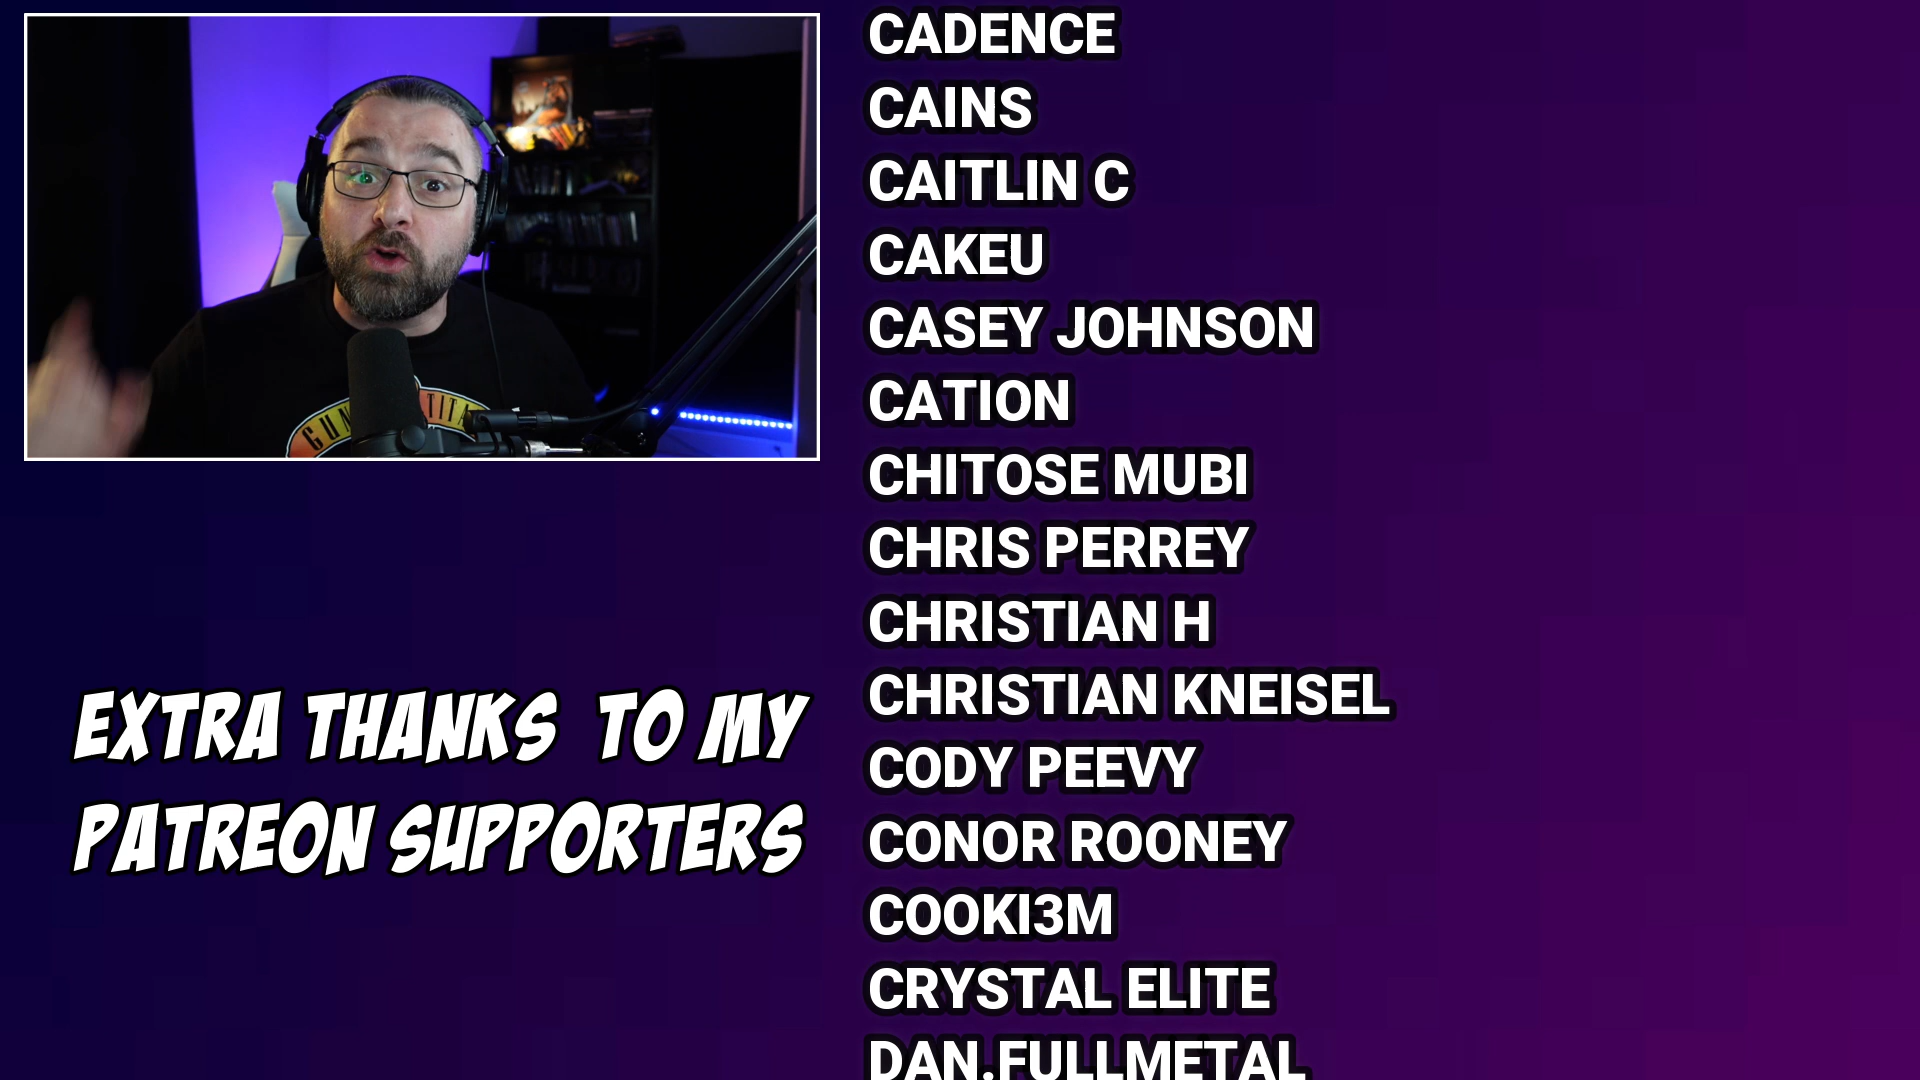 CADENCE
CAINS
CAITLIN C
CAKEU
CASEY JOHNSON
CATION
CHITOSE MUBI
CHRIS PERREY
CHRISTIAN H
CHRISTIAN KNEISEL
CODY PEEVY
CONOR ROONEY
COOKI3M
CRYSTAL ELITE
DAN.FULLMETAL
EXTRA THANKS TO MY
PATREON SUPPORTERS